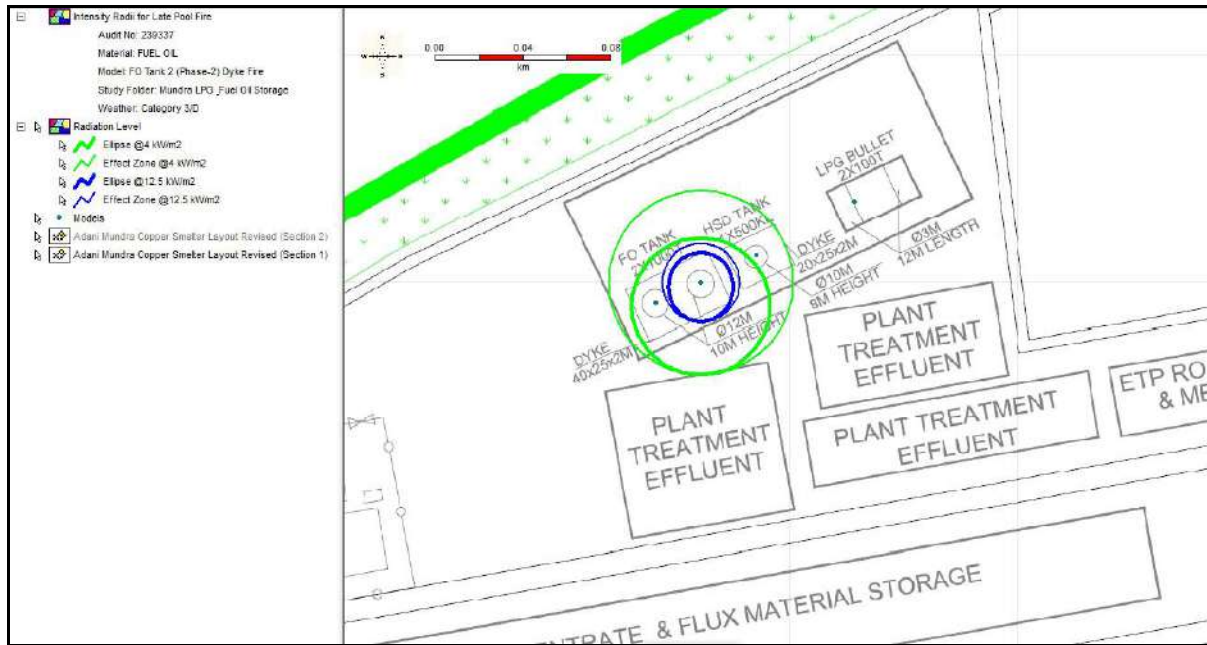 Intensity Radii for Late Pool Fire
Audit No: 239337
Material: FUEL OIL
Model: FO Tank 2 (Phase-2) Dyke Fire
Study Folder: Mundra LPG_Fuel Oil Storage
Weather: Category 3/D
Radiation Level
Ellipse @4 kW/m2
Effect Zone @4 kW/m2
Ellipse @12.5 kW/m2
Effect Zone @12.5 kW/m2
Models
Adani Mundra Copper Smelter Layout Revised (Section 2)
Adani Mundra Copper Smelter Layout Revised (Section 1)
N
W
E
S
0.00 0.04 0.08
km
LPG BULLET
2X100T
Ø3M
12M LENGTH
HSD TANK
1X500KL
DYKE
20x25x2M
Ø10M
9M HEIGHT
FO TANK
Ø12M
10M HEIGHT
DYKE
40x25x2M
PLANT
TREATMENT
EFFLUENT
PLANT
TREATMENT
EFFLUENT
PLANT TREATMENT
EFFLUENT
ETP RO
& ME
ENTRATE & FLUX MATERIAL STORAGE